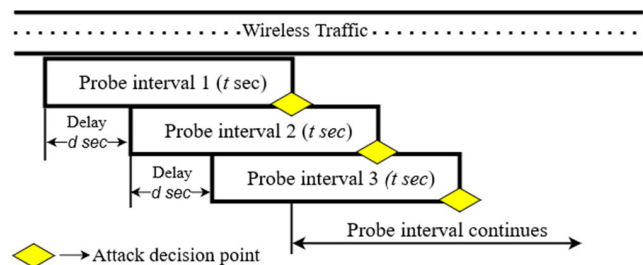 Wireless Traffic
Probe interval 1 (t sec)
Delay
d sec
Probe interval 2 (t sec)
Delay
d sec
Probe interval 3 (t sec)
Probe interval continues
Attack decision point